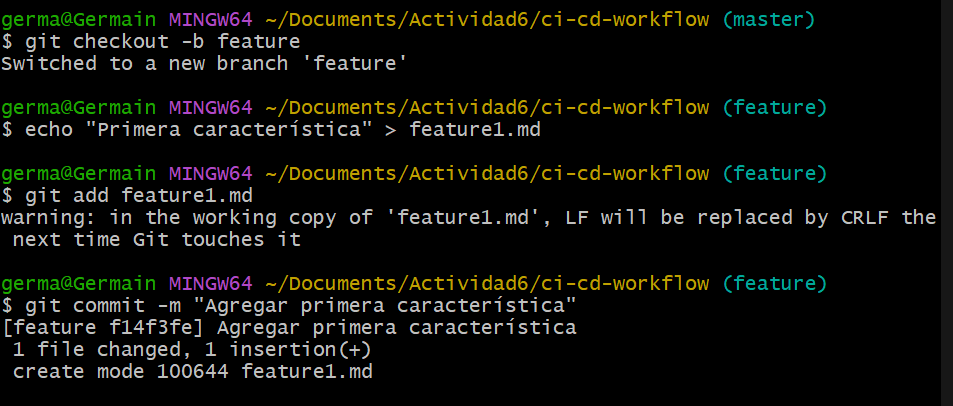 germa@Germain MINGW64 ~/Documents/Actividad6/ci-cd-workflow (master)
$ git checkout -b feature
Switched to a new branch 'feature'
germa@Germain MINGW64 ~/Documents/Actividad6/ci-cd-workflow (feature)
$ echo "Primera característica" > feature1.md
germa@Germain MINGW64 ~/Documents/Actividad6/ci-cd-workflow (feature)
$ git add feature1.md
warning: in the working copy of 'feature1.md', LF will be replaced by CRLF the
 next time Git touches it
germa@Germain MINGW64 ~/Documents/Actividad6/ci-cd-workflow (feature)
$ git commit -m "Agregar primera característica"
[feature f14f3fe] Agregar primera característica
 1 file changed, 1 insertion(+)
 create mode 100644 feature1.md